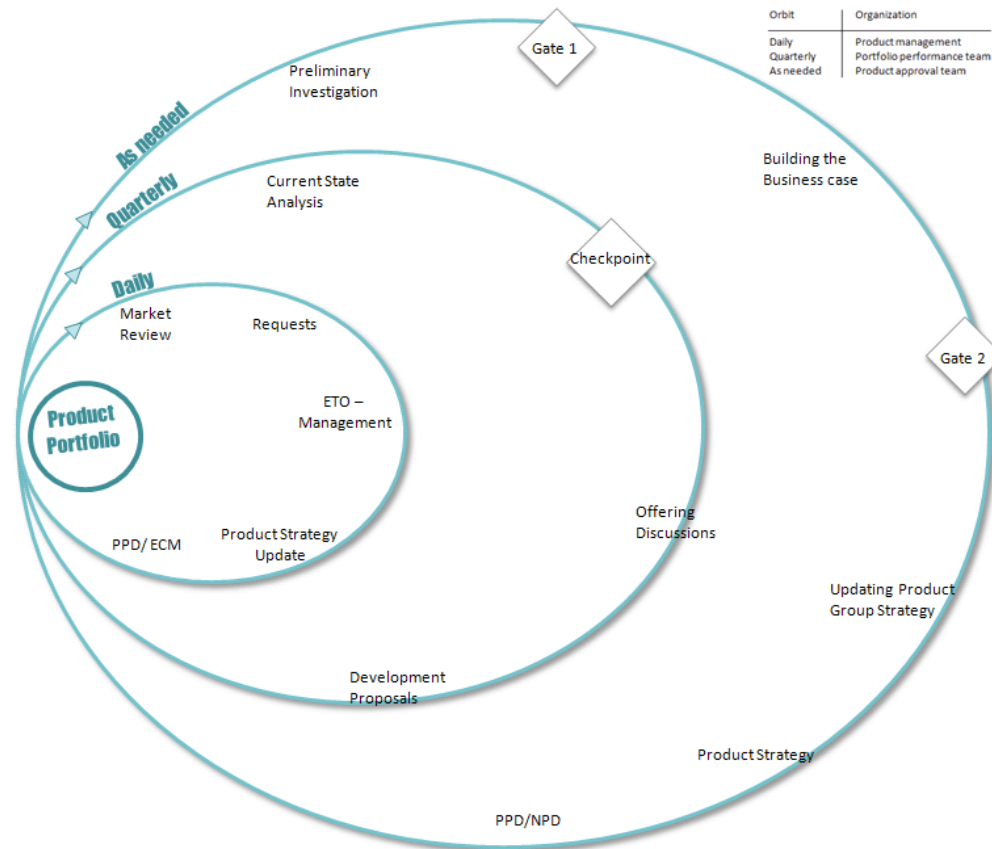 Orbit Organization
Daily Product management
Quarterly Portfolio performance team
As needed Product approval team
Gate 1
Preliminary
Investigation
As needed
Building the
Business case
Quarterly
Current State
Analysis
Checkpoint
Daily
Market
Review
Requests
Gate 2
ETO –
Management
Product
Portfolio
Offering
Discussions
PPD/ ECM
Product Strategy
Update
Updating Product
Group Strategy
Development
Proposals
Product Strategy
PPD/NPD